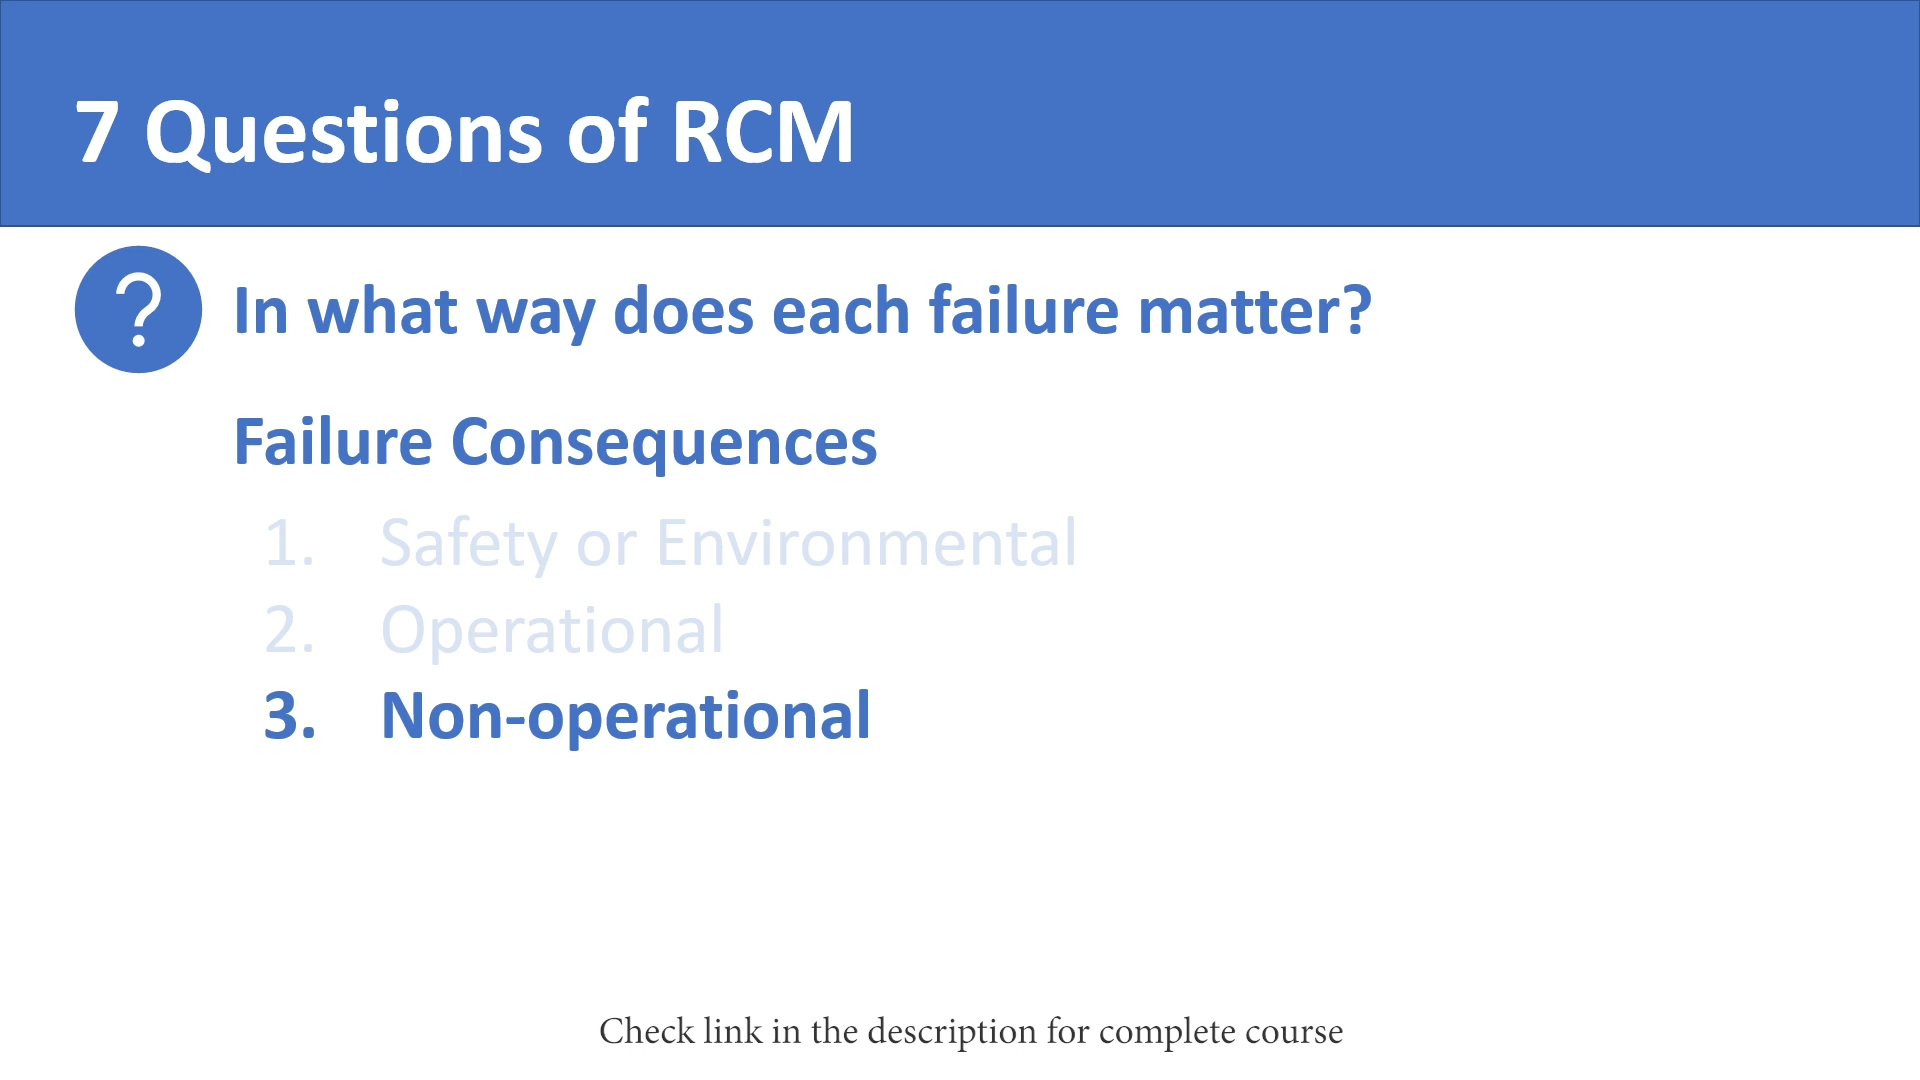 7 Questions of RCM
? In what way does each failure matter?
Failure Consequences
1. Safety or Environmental
2. Operational
3. Non-operational
Check link in the description for complete course